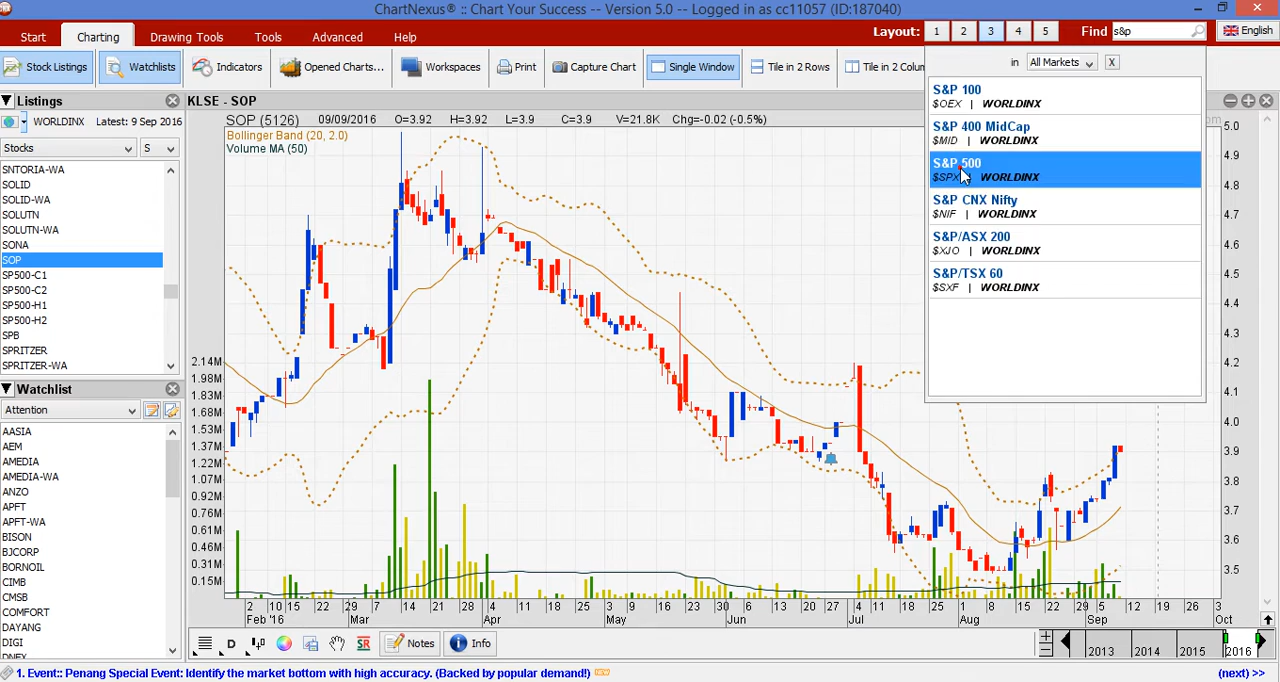 ChartNexus® :: Chart Your Success -- Version 5.0 -- Logged in as cc11057 (ID:187040)
Start Charting Drawing Tools Tools Advanced Help Layout: 1 2 3 4 5 Find s&p English
Stock Listings Watchlists Indicators Opened Charts... Workspaces Print Capture Chart Single Window Tile in 2 Rows Tile in 2 Colum
in All Markets X
S&P 100
$OEX | WORLDINX
S&P 400 MidCap
$MID | WORLDINX
S&P 500
$SPX | WORLDINX
S&P CNX Nifty
$NIF | WORLDINX
S&P/ASX 200
$XJO | WORLDINX
S&P/TSX 60
$SXF | WORLDINX
Listings
WORLDINX Latest: 9 Sep 2016
Stocks S
SNTORIA-WA
SOLID
SOLID-WA
SOLUTN
SOLUTN-WA
SONA
SOP
SP500-C1
SP500-C2
SP500-H1
SP500-H2
SPB
SPRITZER
SPRITZER-WA
Watchlist
Attention
AASIA
AEM
AMEDIA
AMEDIA-WA
ANZO
APFT
APFT-WA
BIOHLDG
BISON
BJCORP
BORNOIL
CIMB
CMSB
COMFORT
DAYANG
DIGI
DNEX
KLSE - SOP
SOP (5126) 09/09/2016 O=3.92 H=3.92 L=3.9 C=3.9 V=21.8K Chg=-0.02 (-0.5%)
Bollinger Band (20, 2.0)
Volume MA (50)
5.0
4.9
4.8
4.7
4.6
4.5
4.4
4.3
4.2
4.1
4.0
3.9
3.8
3.7
3.6
3.5
2.14M
1.98M
1.83M
1.68M
1.53M
1.37M
1.22M
1.07M
0.92M
0.76M
0.61M
0.46M
0.31M
0.15M
2 10 15 22 29 7 14 21 28 4 11 18 25 3 9 16 23 30 6 13 20 27 4 11 18 25 1 8 15 22 29 5 12 19 26 3
Feb '16 Mar Apr May Jun Jul Aug Sep Oct
D SR Notes Info 2013 2014 2015 2016
1. Event:: Penang Special Event: Identify the market bottom with high accuracy. (Backed by popular demand!) NEW (next) >>